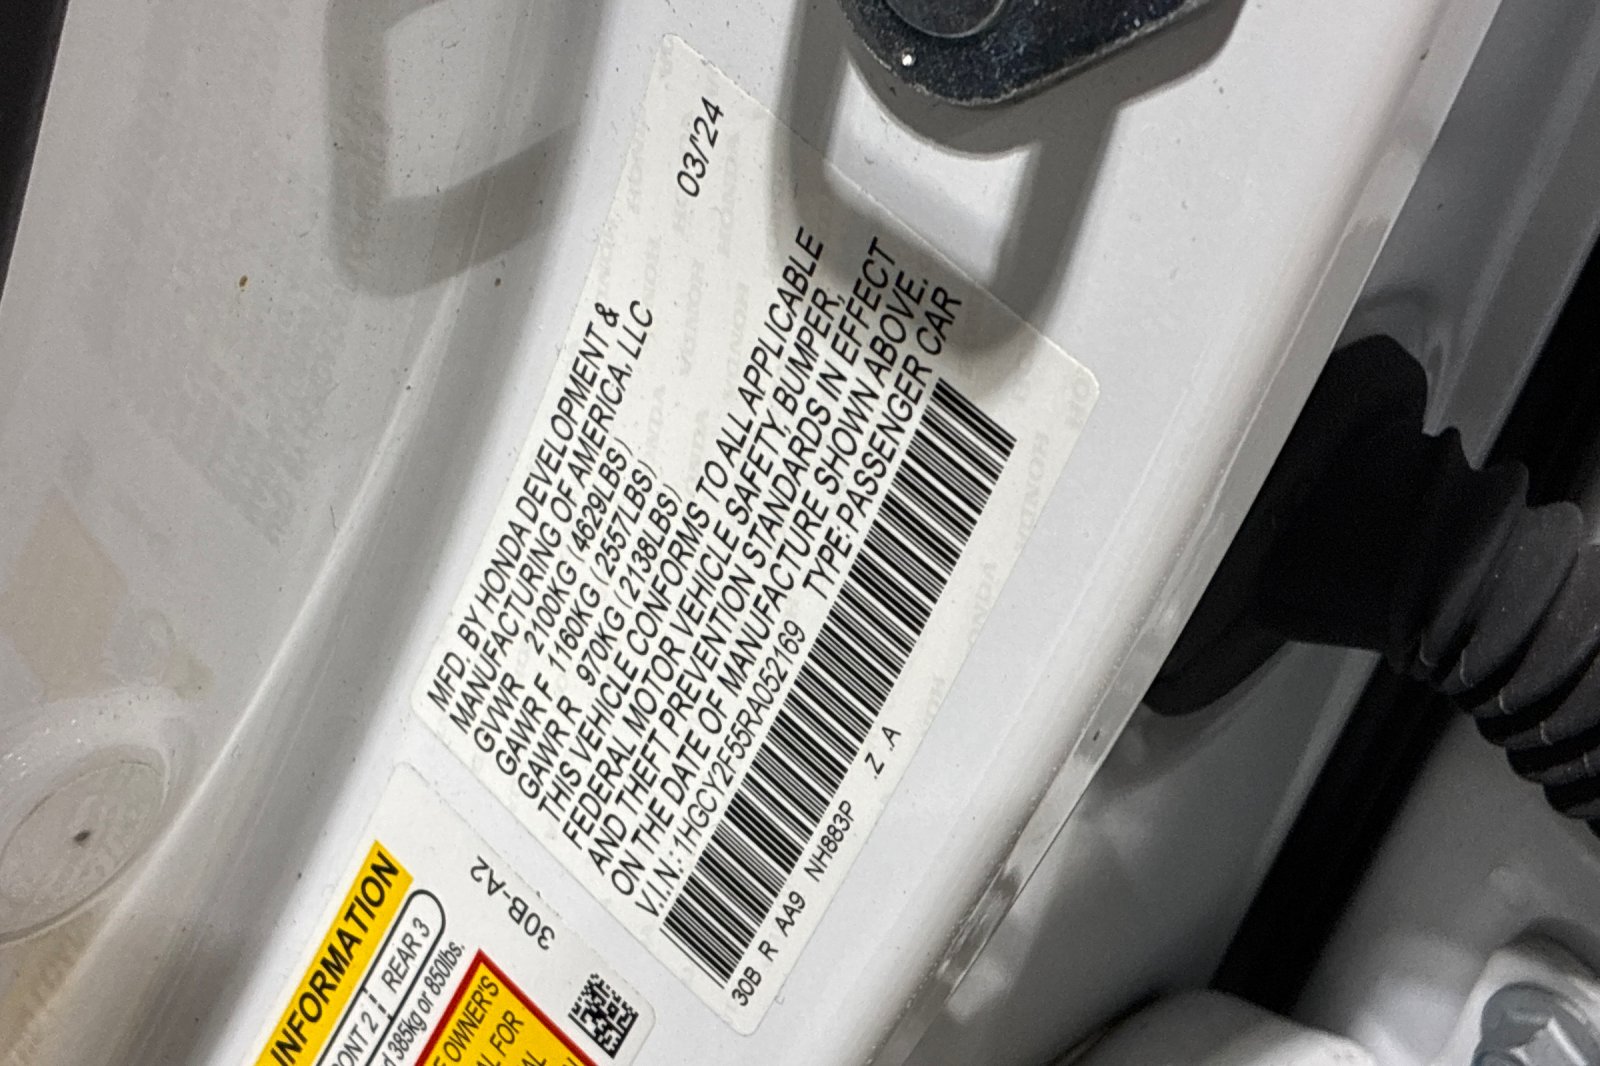 03/'24
MFD. BY HONDA DEVELOPMENT &
MANUFACTURING OF AMERICA, LLC
GVWR 2100KG (4629LBS)
GAWR F 1160KG (2557LBS)
GAWR R 970KG (2138LBS)
THIS VEHICLE CONFORMS TO ALL APPLICABLE
FEDERAL MOTOR VEHICLE SAFETY, BUMPER,
AND THEFT PREVENTION STANDARDS IN EFFECT
ON THE DATE OF MANUFACTURE SHOWN ABOVE.
V.I.N.: 1HGCY2F55RA052169 TYPE:PASSENGER CAR
30B R AA9 NH883P .Z .A
30B-A2
INFORMATION
REAR 3
385kg or 850lbs.
OWNER'S
FOR